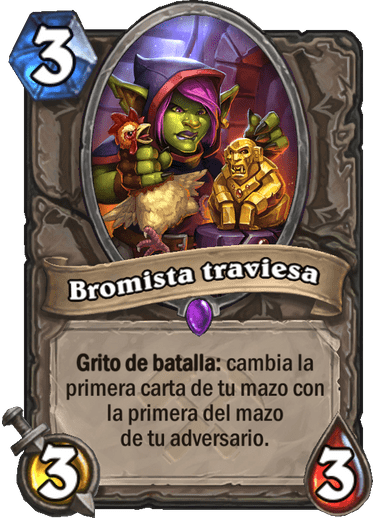 3
Bromista traviesa
Grito de batalla: cambia la
primera carta de tu mazo con
la primera del mazo
de tu adversario.
3
3